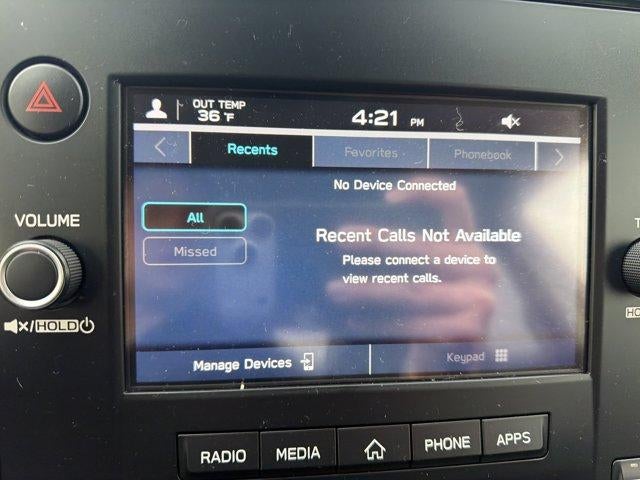 OUT TEMP
36 °F
4:21 PM
Recents Favorites Phonebook
No Device Connected
All
Missed
Recent Calls Not Available
Please connect a device to
view recent calls.
Manage Devices
Keypad
VOLUME
/HOLD
RADIO MEDIA PHONE APPS
T
HO